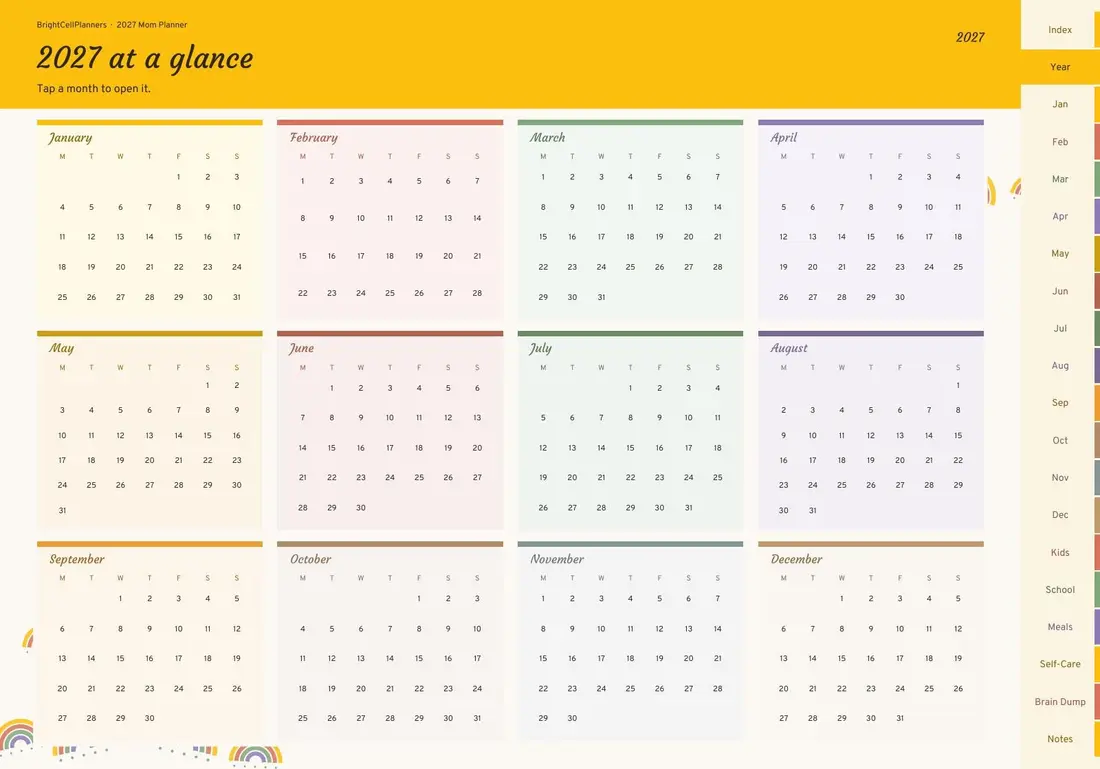 BrightCellPlanners · 2027 Mom Planner
2027 at a glance
Tap a month to open it.
2027
January
M T W T F S S
1 2 3
4 5 6 7 8 9 10
11 12 13 14 15 16 17
18 19 20 21 22 23 24
25 26 27 28 29 30 31
February
M T W T F S S
1 2 3 4 5 6 7
8 9 10 11 12 13 14
15 16 17 18 19 20 21
22 23 24 25 26 27 28
March
M T W T F S S
1 2 3 4 5 6 7
8 9 10 11 12 13 14
15 16 17 18 19 20 21
22 23 24 25 26 27 28
29 30 31
April
M T W T F S S
1 2 3 4
5 6 7 8 9 10 11
12 13 14 15 16 17 18
19 20 21 22 23 24 25
26 27 28 29 30
May
M T W T F S S
1 2
3 4 5 6 7 8 9
10 11 12 13 14 15 16
17 18 19 20 21 22 23
24 25 26 27 28 29 30
31
June
M T W T F S S
1 2 3 4 5 6
7 8 9 10 11 12 13
14 15 16 17 18 19 20
21 22 23 24 25 26 27
28 29 30
July
M T W T F S S
1 2 3 4
5 6 7 8 9 10 11
12 13 14 15 16 17 18
19 20 21 22 23 24 25
26 27 28 29 30 31
August
M T W T F S S
1
2 3 4 5 6 7 8
9 10 11 12 13 14 15
16 17 18 19 20 21 22
23 24 25 26 27 28 29
30 31
September
M T W T F S S
1 2 3 4 5
6 7 8 9 10 11 12
13 14 15 16 17 18 19
20 21 22 23 24 25 26
27 28 29 30
October
M T W T F S S
1 2 3
4 5 6 7 8 9 10
11 12 13 14 15 16 17
18 19 20 21 22 23 24
25 26 27 28 29 30 31
November
M T W T F S S
1 2 3 4 5 6 7
8 9 10 11 12 13 14
15 16 17 18 19 20 21
22 23 24 25 26 27 28
29 30
December
M T W T F S S
1 2 3 4 5
6 7 8 9 10 11 12
13 14 15 16 17 18 19
20 21 22 23 24 25 26
27 28 29 30 31
Index
Year
Jan
Feb
Mar
Apr
May
Jun
Jul
Aug
Sep
Oct
Nov
Dec
Kids
School
Meals
Self-Care
Brain Dump
Notes